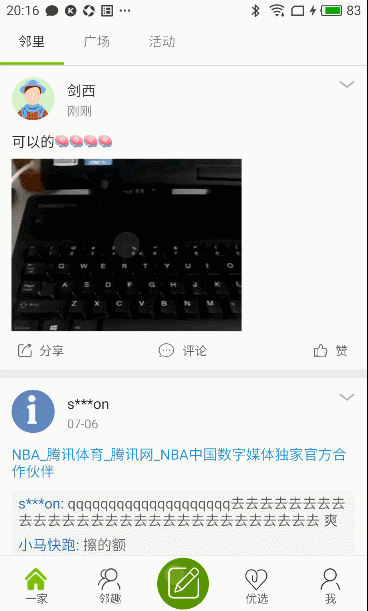 20:16 83
邻里 广场 活动
剑西
刚刚
可以的
Q W E R T Y U I O
A S D F G H J K L
Z X C V B N M
分享 评论 赞
s***on
07-06
NBA_腾讯体育_腾讯网_NBA中国数字媒体独家官方合
作伙伴
s***on: qqqqqqqqqqqqqqqqqqqq去去去去去去去去
去去去去去去去去去去去去去去去去去去去去去 爽
小马快跑: 擦的额
一家 邻趣 优选 我